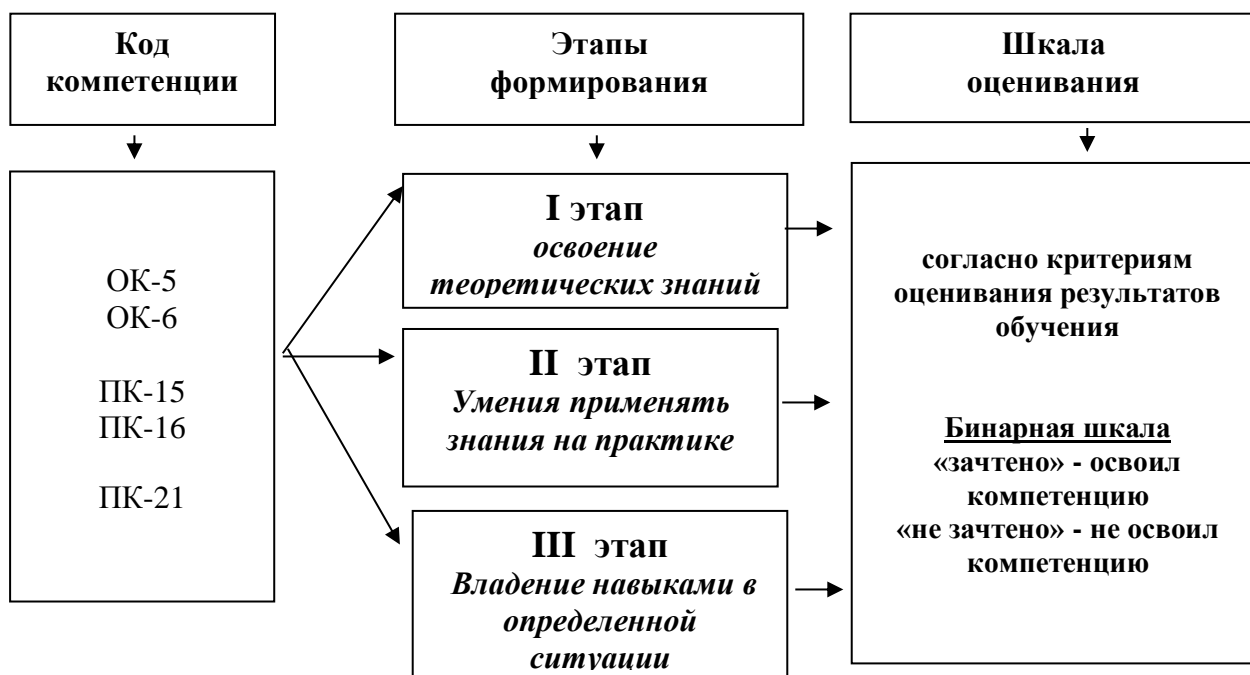 Код
компетенции
Этапы
формирования
Шкала
оценивания
ОК-5
ОК-6
ПК-15
ПК-16
ПК-21
I этап
освоение
теоретических знаний
II этап
Умения применять
знания на практике
III этап
Владение навыками в
определенной
ситуации
согласно критериям
оценивания результатов
обучения
Бинарная шкала
«зачтено» - освоил
компетенцию
«не зачтено» - не освоил
компетенцию